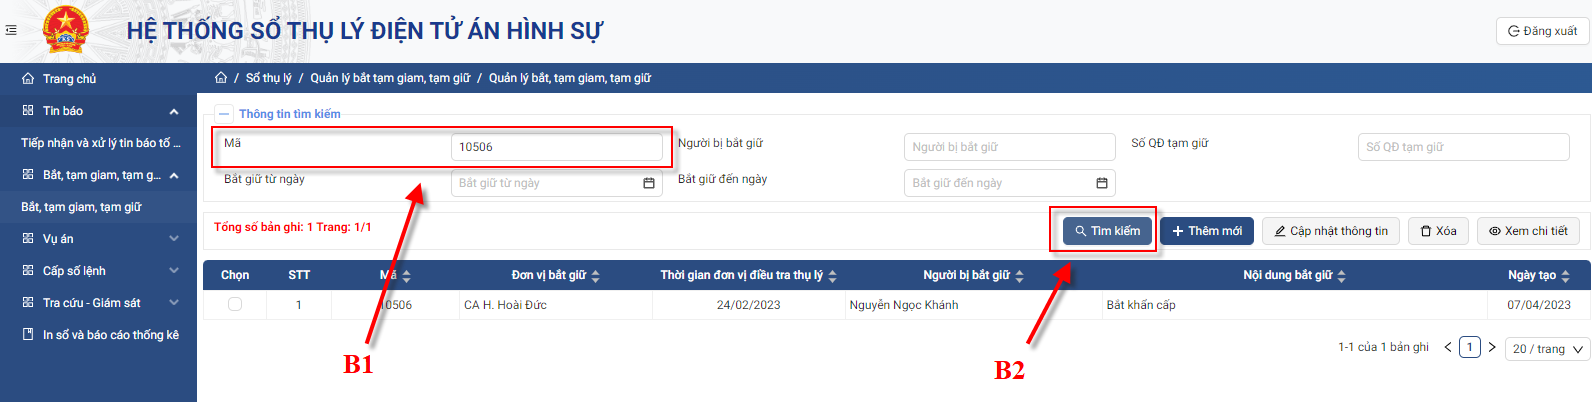 HỆ THỐNG SỔ THỤ LÝ ĐIỆN TỬ ÁN HÌNH SỰ
Đăng xuất
Trang chủ
/ Sổ thụ lý / Quản lý bắt tạm giam, tạm giữ / Quản lý bắt, tạm giam, tạm giữ
Tin báo
Tiếp nhận và xử lý tin báo tố ...
Bắt, tạm giam, tạm g...
Bắt, tạm giam, tạm giữ
Vụ án
Cấp số lệnh
Tra cứu - Giám sát
In sổ và báo cáo thống kê
Thông tin tìm kiếm
Mã 10506 Người bị bắt giữ Người bị bắt giữ Số QĐ tạm giữ Số QĐ tạm giữ
Bắt giữ từ ngày Bắt giữ từ ngày Bắt giữ đến ngày Bắt giữ đến ngày
Tổng số bản ghi: 1 Trang: 1/1 Tìm kiếm Thêm mới Cập nhật thông tin Xóa Xem chi tiết
Chọn STT Mã Đơn vị bắt giữ Thời gian đơn vị điều tra thụ lý Người bị bắt giữ Nội dung bắt giữ Ngày tạo
1 10506 CA H. Hoài Đức 24/02/2023 Nguyễn Ngọc Khánh Bắt khẩn cấp 07/04/2023
1-1 của 1 bản ghi 1 20 / trang
B1
B2